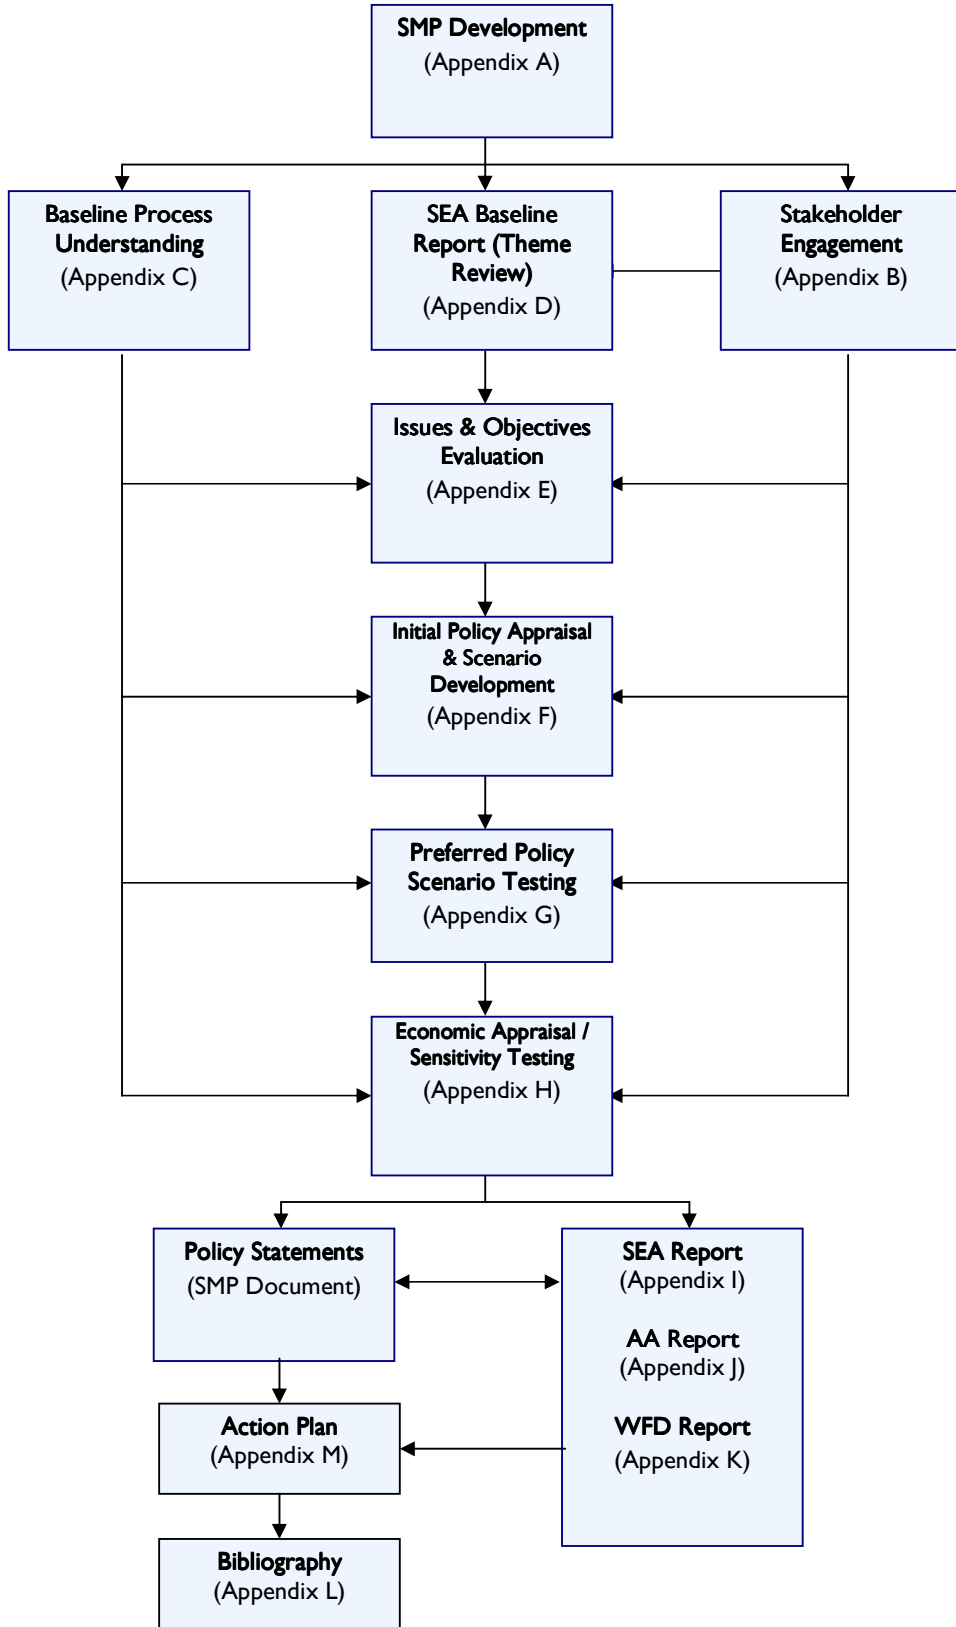 SMP Development
(Appendix A)
Baseline Process
Understanding
(Appendix C)
SEA Baseline
Report (Theme
Review)
(Appendix D)
Stakeholder
Engagement
(Appendix B)
Issues & Objectives
Evaluation
(Appendix E)
Initial Policy Appraisal
& Scenario
Development
(Appendix F)
Preferred Policy
Scenario Testing
(Appendix G)
Economic Appraisal /
Sensitivity Testing
(Appendix H)
Policy Statements
(SMP Document)
SEA Report
(Appendix I)
AA Report
(Appendix J)
WFD Report
(Appendix K)
Action Plan
(Appendix M)
Bibliography
(Appendix L)